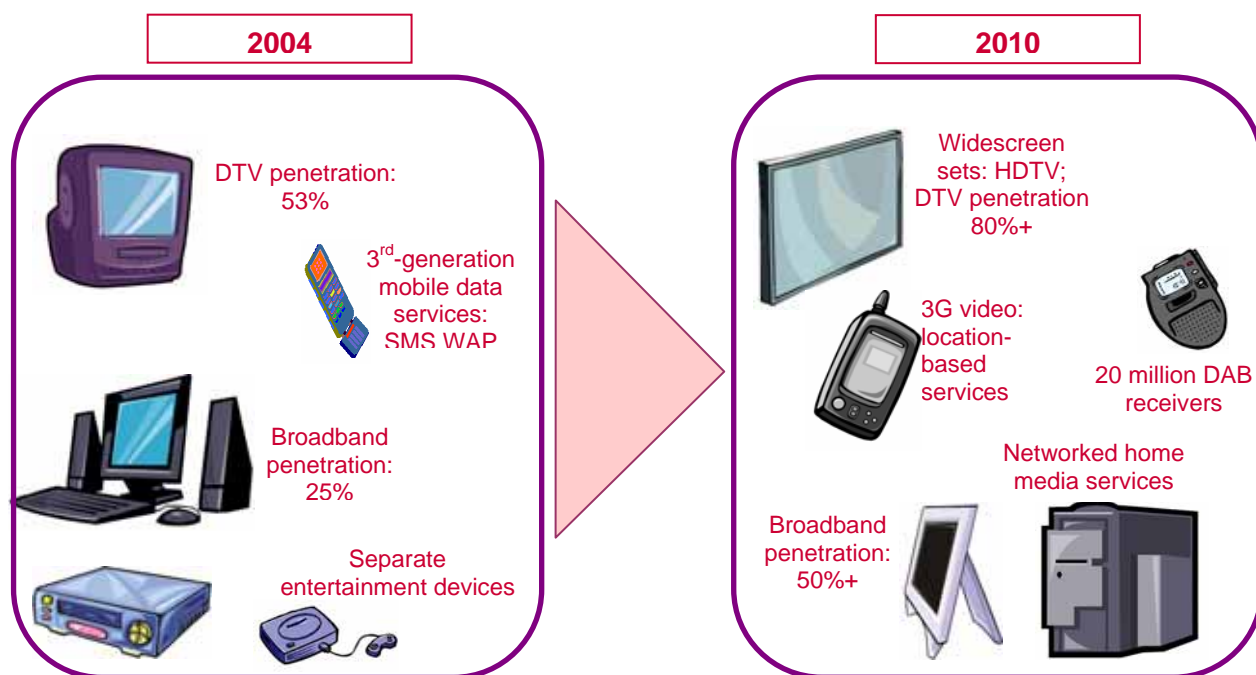 2004
DTV penetration:
53%
3rd-generation
mobile data
services:
SMS WAP
Broadband
penetration:
25%
Separate
entertainment devices
2010
Widescreen
sets: HDTV;
DTV penetration
80%+
3G video:
location-
based
services
20 million DAB
receivers
Networked home
media services
Broadband
penetration:
50%+